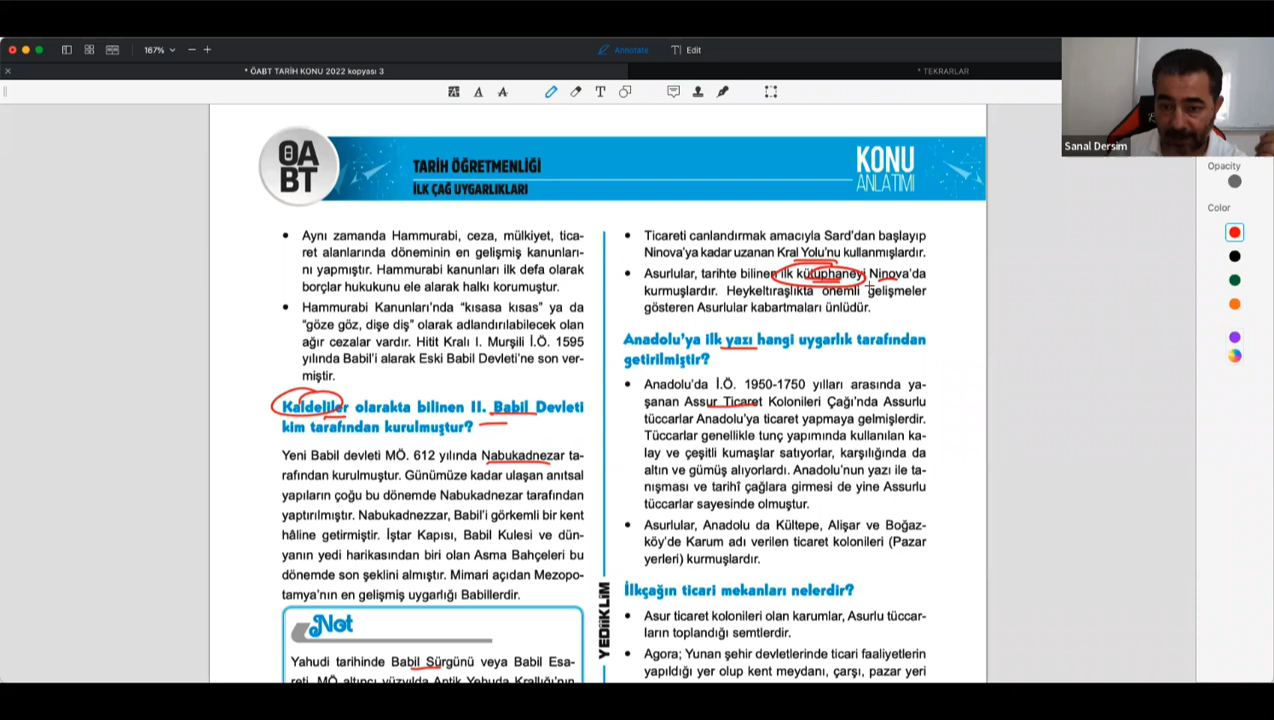 167%
Annotate
Edit
* ÖABT TARİH KONU 2022 kopyası 3
* TEKRARLAR
Sanal Dersim
Opacity
Color
ÖA
BT
TARİH ÖĞRETMENLİĞİ
İLK ÇAĞ UYGARLIKLARI
KONU
ANLATIMI
• Aynı zamanda Hammurabi, ceza, mülkiyet, tica-
ret alanlarında döneminin en gelişmiş kanunları-
nı yapmıştır. Hammurabi kanunları ilk defa olarak
borçlar hukukunu ele alarak halkı korumuştur.
• Hammurabi Kanunları'nda “kısasa kısas” ya da
“göze göz, dişe diş” olarak adlandırılabilecek olan
ağır cezalar vardır. Hitit Kralı I. Murşili İ.Ö. 1595
yılında Babil'i alarak Eski Babil Devleti'ne son ver-
miştir.
Kaldeliler olarakta bilinen II. Babil Devleti
kim tarafından kurulmuştur?
Yeni Babil devleti MÖ. 612 yılında Nabukadnezar ta-
rafından kurulmuştur. Günümüze kadar ulaşan anıtsal
yapıların çoğu bu dönemde Nabukadnezar tarafından
yaptırılmıştır. Nabukadnezzar, Babil'i görkemli bir kent
hâline getirmiştir. İştar Kapısı, Babil Kulesi ve dün-
yanın yedi harikasından biri olan Asma Bahçeleri bu
dönemde son şeklini almıştır. Mimari açıdan Mezopo-
tamya'nın en gelişmiş uygarlığı Babillerdir.
Not
Yahudi tarihinde Babil Sürgünü veya Babil Esa-
reti, MÖ altıncı yüzyılda Antik Yehuda Krallığı'nın
• Ticareti canlandırmak amacıyla Sard'dan başlayıp
Ninova'ya kadar uzanan Kral Yolu'nu kullanmışlardır.
• Asurlular, tarihte bilinen ilk kütüphaneyi Ninova'da
kurmuşlardır. Heykeltıraşlıkta önemli gelişmeler
gösteren Asurlular kabartmaları ünlüdür.
Anadolu'ya ilk yazı hangi uygarlık tarafından
getirilmiştir?
• Anadolu'da İ.Ö. 1950-1750 yılları arasında ya-
şanan Assur Ticaret Kolonileri Çağı'nda Assurlu
tüccarlar Anadolu'ya ticaret yapmaya gelmişlerdir.
Tüccarlar genellikle tunç yapımında kullanılan ka-
lay ve çeşitli kumaşlar satıyorlar, karşılığında da
altın ve gümüş alıyorlardı. Anadolu'nun yazı ile ta-
nışması ve tarihî çağlara girmesi de yine Assurlu
tüccarlar sayesinde olmuştur.
• Asurlular, Anadolu da Kültepe, Alişar ve Boğaz-
köy'de Karum adı verilen ticaret kolonileri (Pazar
yerleri) kurmuşlardır.
İlkçağın ticari mekanları nelerdir?
• Asur ticaret kolonileri olan karumlar, Asurlu tüccar-
ların toplandığı semtlerdir.
• Agora; Yunan şehir devletlerinde ticari faaliyetlerin
yapıldığı yer olup kent meydanı, çarşı, pazar yeri
YEDİİKLİM